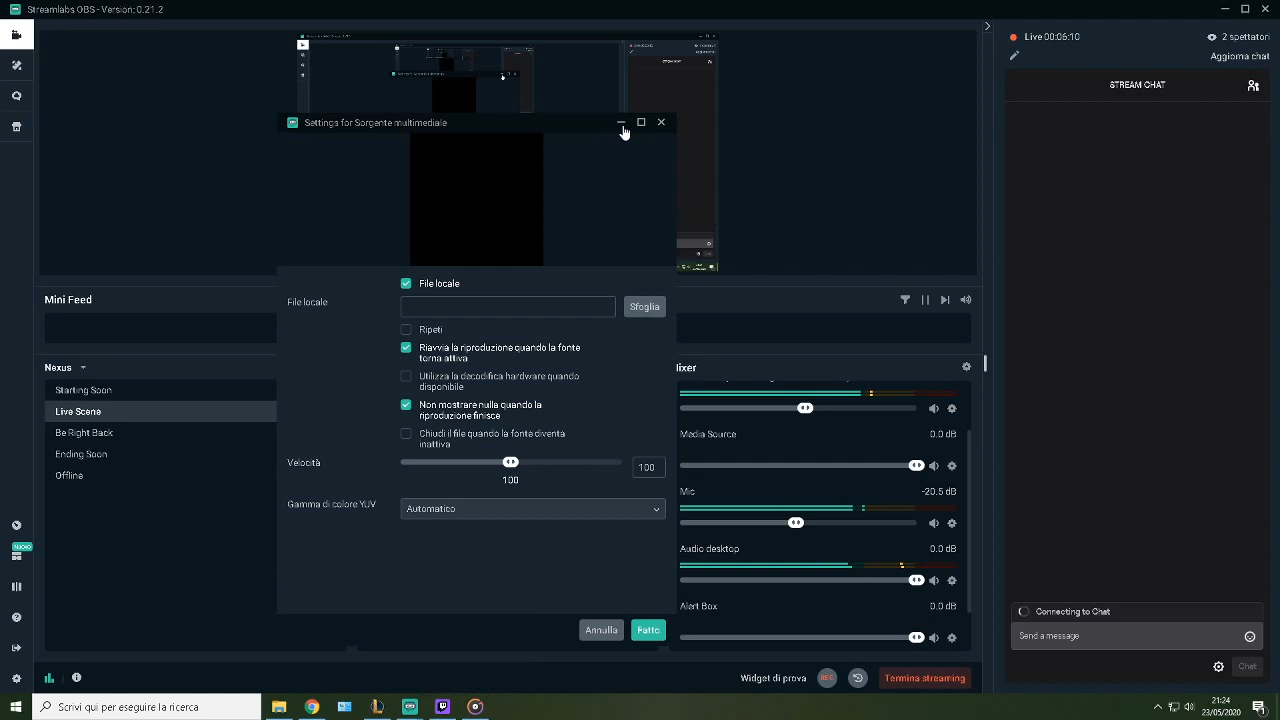 Streamlabs OBS - Version: 0.21.2
Live 00:06:10
2 spettatori
Aggiorna chat
STREAM CHAT
Settings for Sorgente multimediale
File locale
File locale
Sfoglia
Ripeti
Riavvia la riproduzione quando la fonte
torna attiva
Utilizza la decodifica hardware quando
disponibile
Non mostrare nulla quando la
riproduzione finisce
Chiudi il file quando la fonte diventa
inattiva
Velocità
100
100
Gamma di colore YUV
Automatico
Annulla
Fatto
Mini Feed
Nexus
Starting Soon
Live Scene
Be Right Back
Ending Soon
Offline
Mixer
Media Source
0.0 dB
Mic
-20.5 dB
Audio desktop
0.0 dB
Alert Box
0.0 dB
NUOVO
Connecting to Chat
Send a message
Chat
Widget di prova
REC
Termina streaming
Scrivi qui per eseguire la ricerca
21:24
23/05/2020